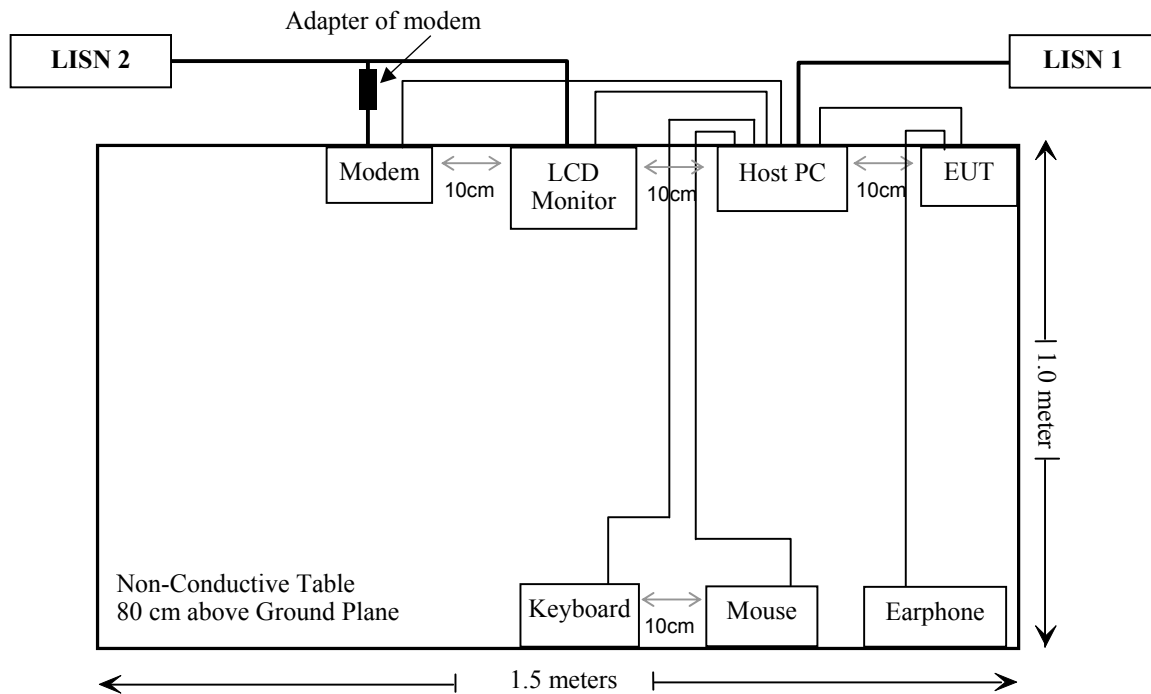 Adapter of modem
LISN 2
LISN 1
Modem
LCD
Monitor
Host PC
EUT
10cm
10cm
10cm
1.0 meter
Non-Conductive Table
80 cm above Ground Plane
Keyboard
10cm
Mouse
Earphone
1.5 meters